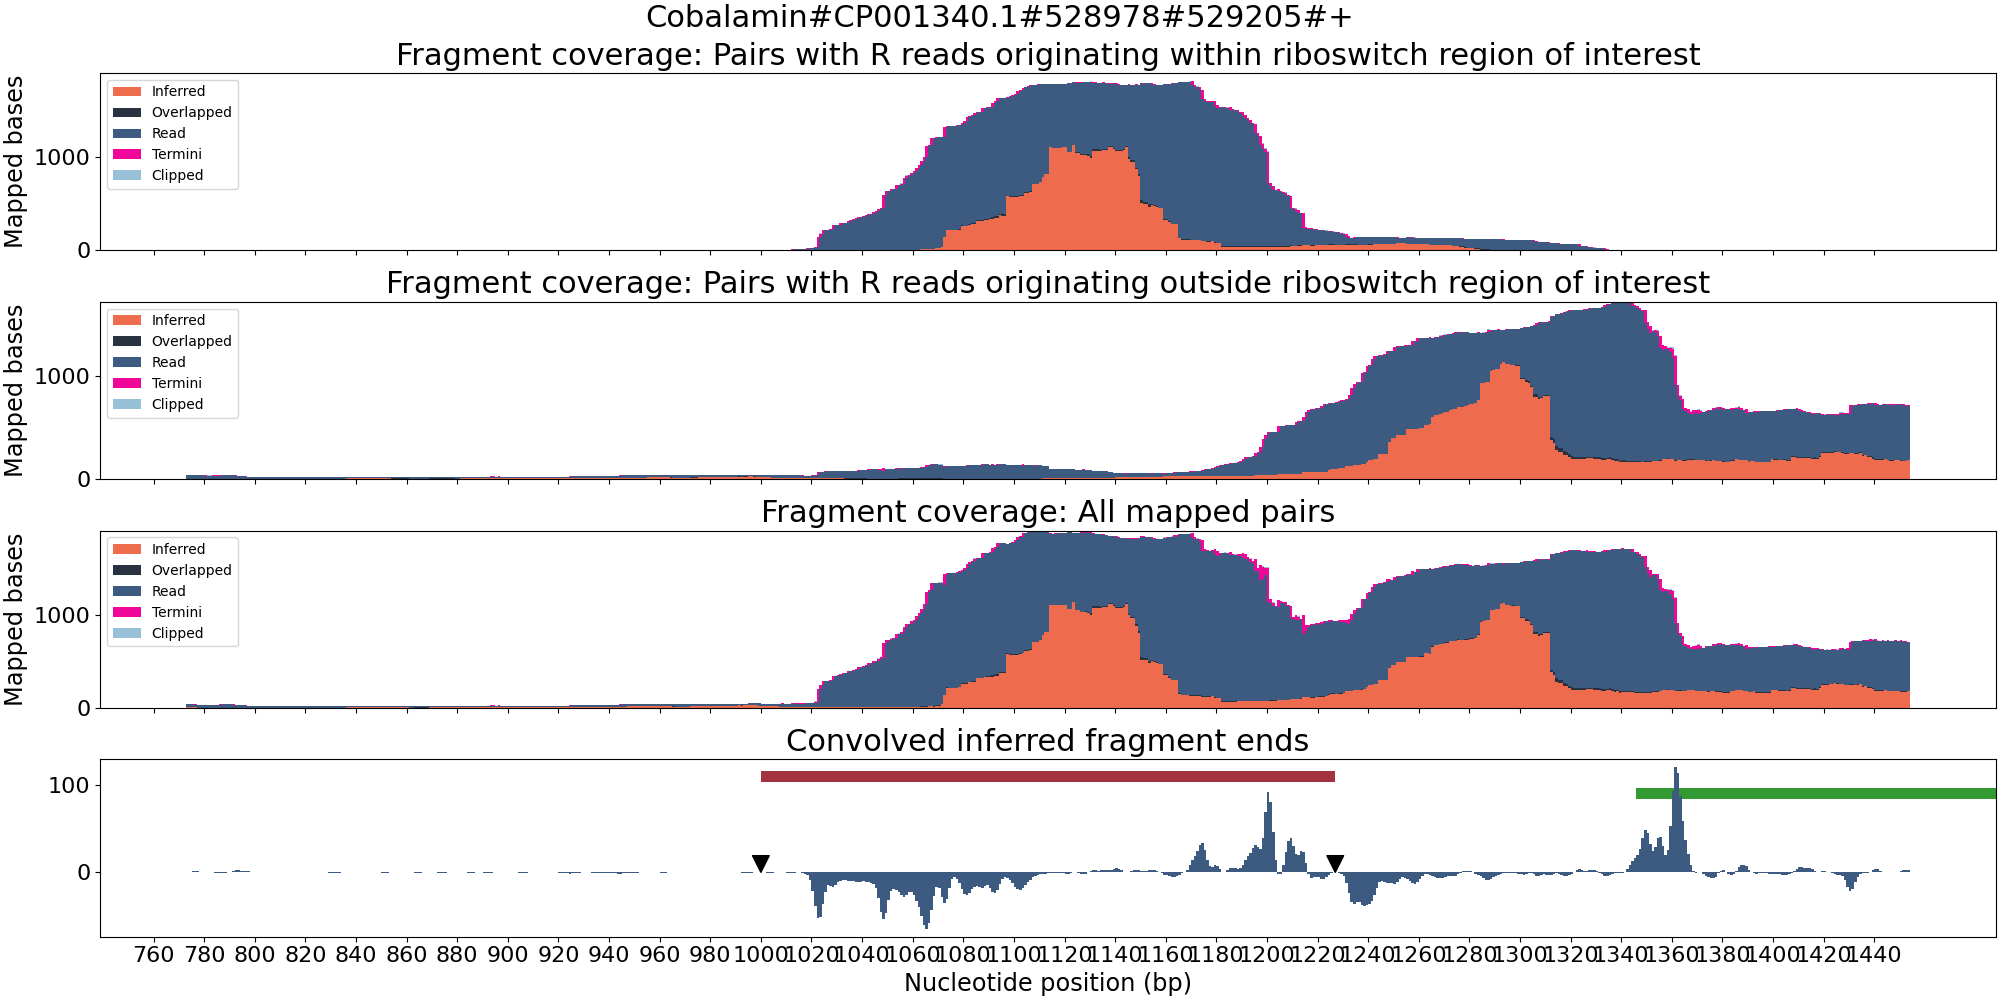 Cobalamin#CP001340.1#528978#529205#+
Fragment coverage: Pairs with R reads originating within riboswitch region of interest
Mapped bases
1000
0
Inferred
Overlapped
Read
Termini
Clipped
Fragment coverage: Pairs with R reads originating outside riboswitch region of interest
Mapped bases
1000
0
Inferred
Overlapped
Read
Termini
Clipped
Fragment coverage: All mapped pairs
Mapped bases
1000
0
Inferred
Overlapped
Read
Termini
Clipped
Convolved inferred fragment ends
100
0
760 780 800 820 840 860 880 900 920 940 960 980 1000 1020 1040 1060 1080 1100 1120 1140 1160 1180 1200 1220 1240 1260 1280 1300 1320 1340 1360 1380 1400 1420 1440
Nucleotide position (bp)